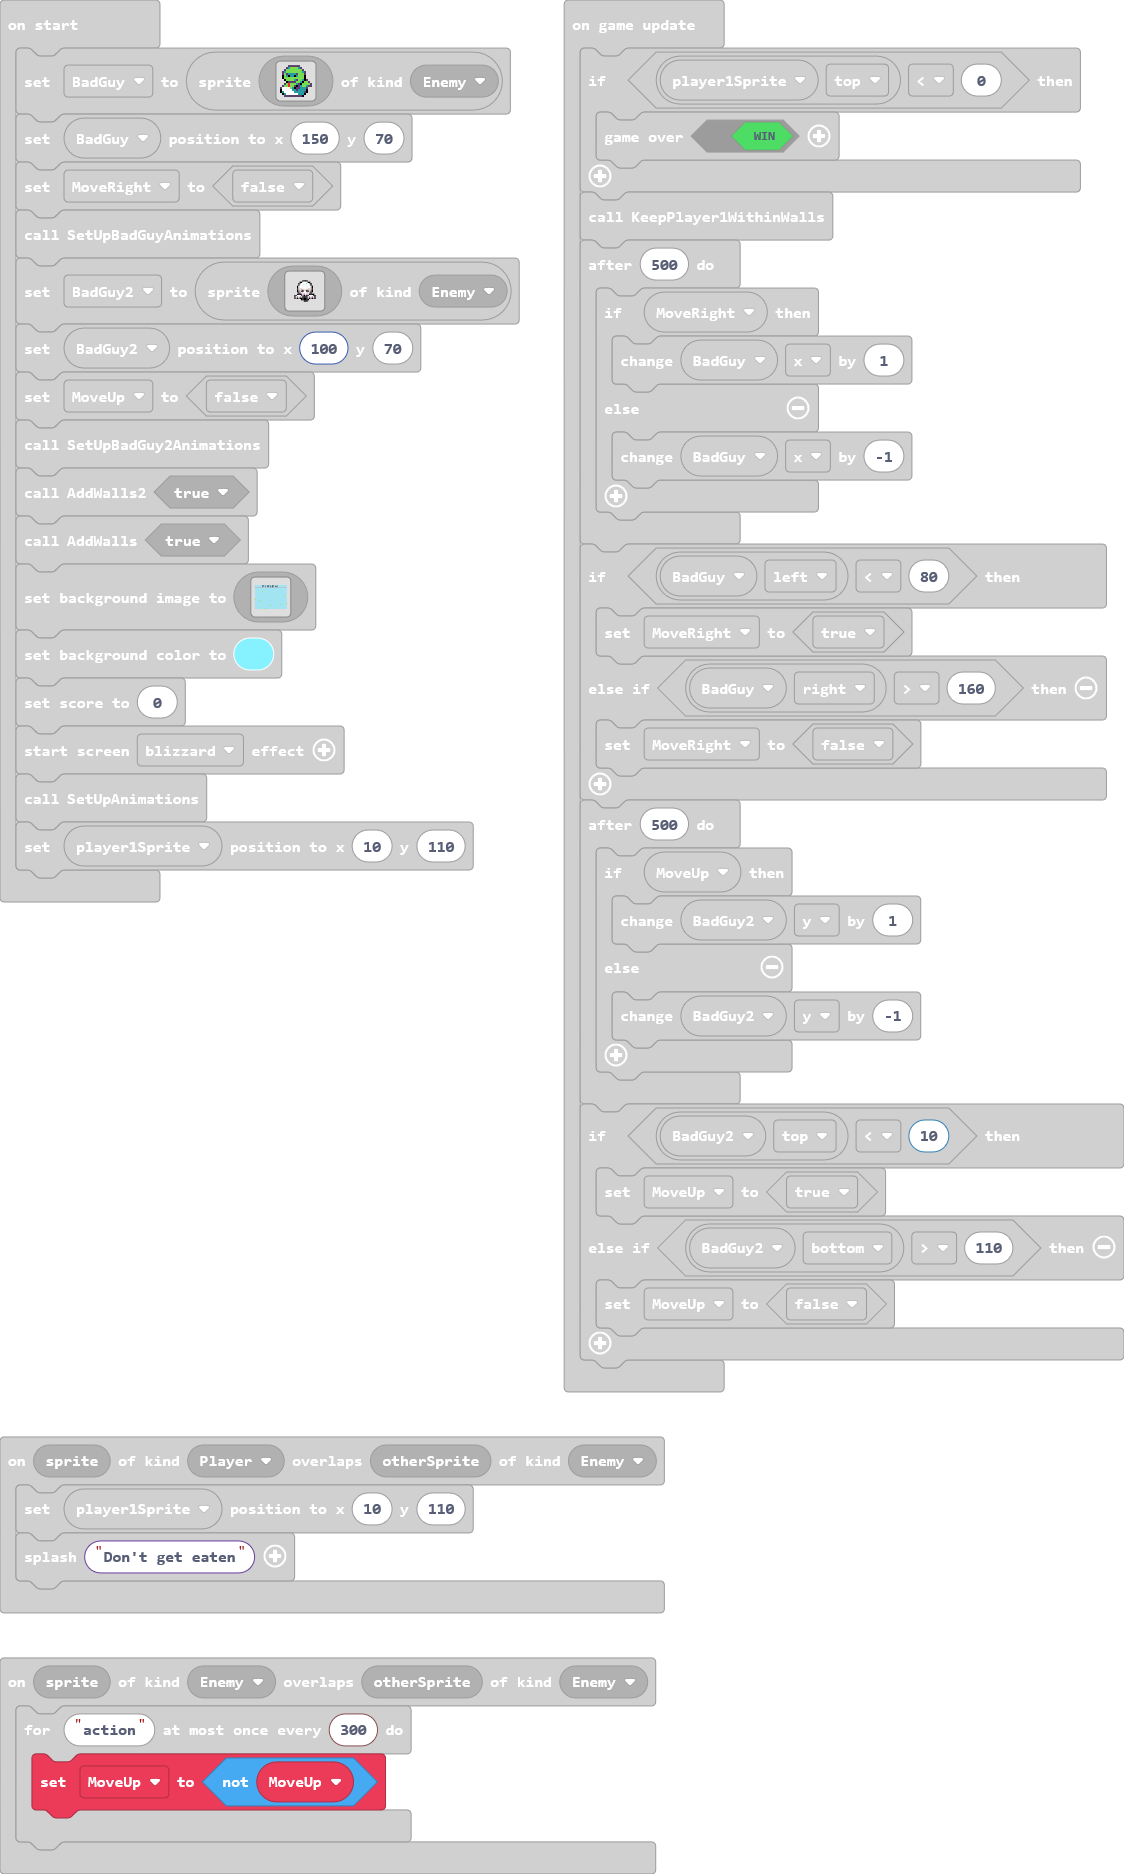 on start
set BadGuy to sprite of kind Enemy
set BadGuy position to x 150 y 70
set MoveRight to false
call SetUpBadGuyAnimations
set BadGuy2 to sprite of kind Enemy
set BadGuy2 position to x 100 y 70
set MoveUp to false
call SetUpBadGuy2Animations
call AddWalls2 true
call AddWalls true
set background image to
set background color to
set score to 0
start screen blizzard effect
call SetUpAnimations
set player1Sprite position to x 10 y 110
on game update
if player1Sprite top < 0 then
game over WIN
call KeepPlayer1WithinWalls
after 500 do
if MoveRight then
change BadGuy x by 1
else
change BadGuy x by -1
if BadGuy left < 80 then
set MoveRight to true
else if BadGuy right > 160 then
set MoveRight to false
after 500 do
if MoveUp then
change BadGuy2 y by 1
else
change BadGuy2 y by -1
if BadGuy2 top < 10 then
set MoveUp to true
else if BadGuy2 bottom > 110 then
set MoveUp to false
on sprite of kind Player overlaps otherSprite of kind Enemy
set player1Sprite position to x 10 y 110
splash "Don't get eaten"
on sprite of kind Enemy overlaps otherSprite of kind Enemy
for "action" at most once every 300 do
set MoveUp to not MoveUp